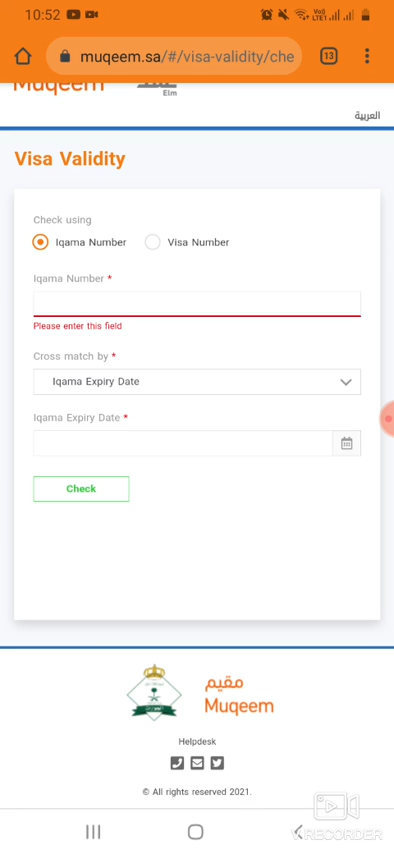 10:52
Vo)) LTE1
muqeem.sa/#/visa-validity/che
13
Muqeem
Elm
العربية
Visa Validity
Check using
Iqama Number
Visa Number
Iqama Number *
Please enter this field
Cross match by *
Iqama Expiry Date
Iqama Expiry Date *
Check
مقيم
Muqeem
Helpdesk
© All rights reserved 2021.
V.RECORDER